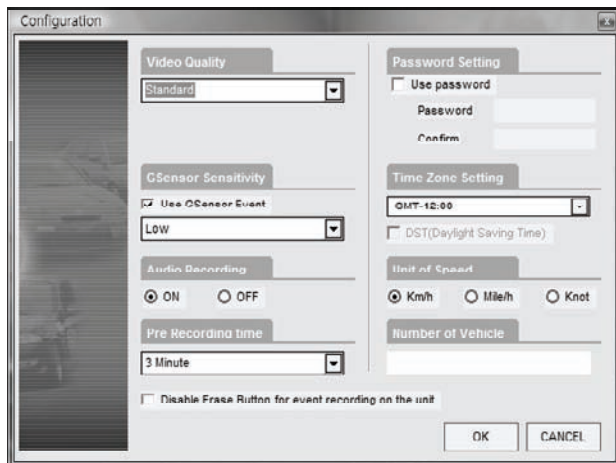 Configuration
Video Quality
Standard
GSensor Sensitivity
Use GSensor Event
Low
Audio Recording
ON
OFF
Pre Recording time
3 Minute
Disable Erase Button for event recording on the unit
Password Setting
Use password
Password
Confirm
Time Zone Setting
GMT-12:00
DST(Daylight Saving Time)
Unit of Speed
Km/h
Mile/h
Knot
Number of Vehicle
OK
CANCEL